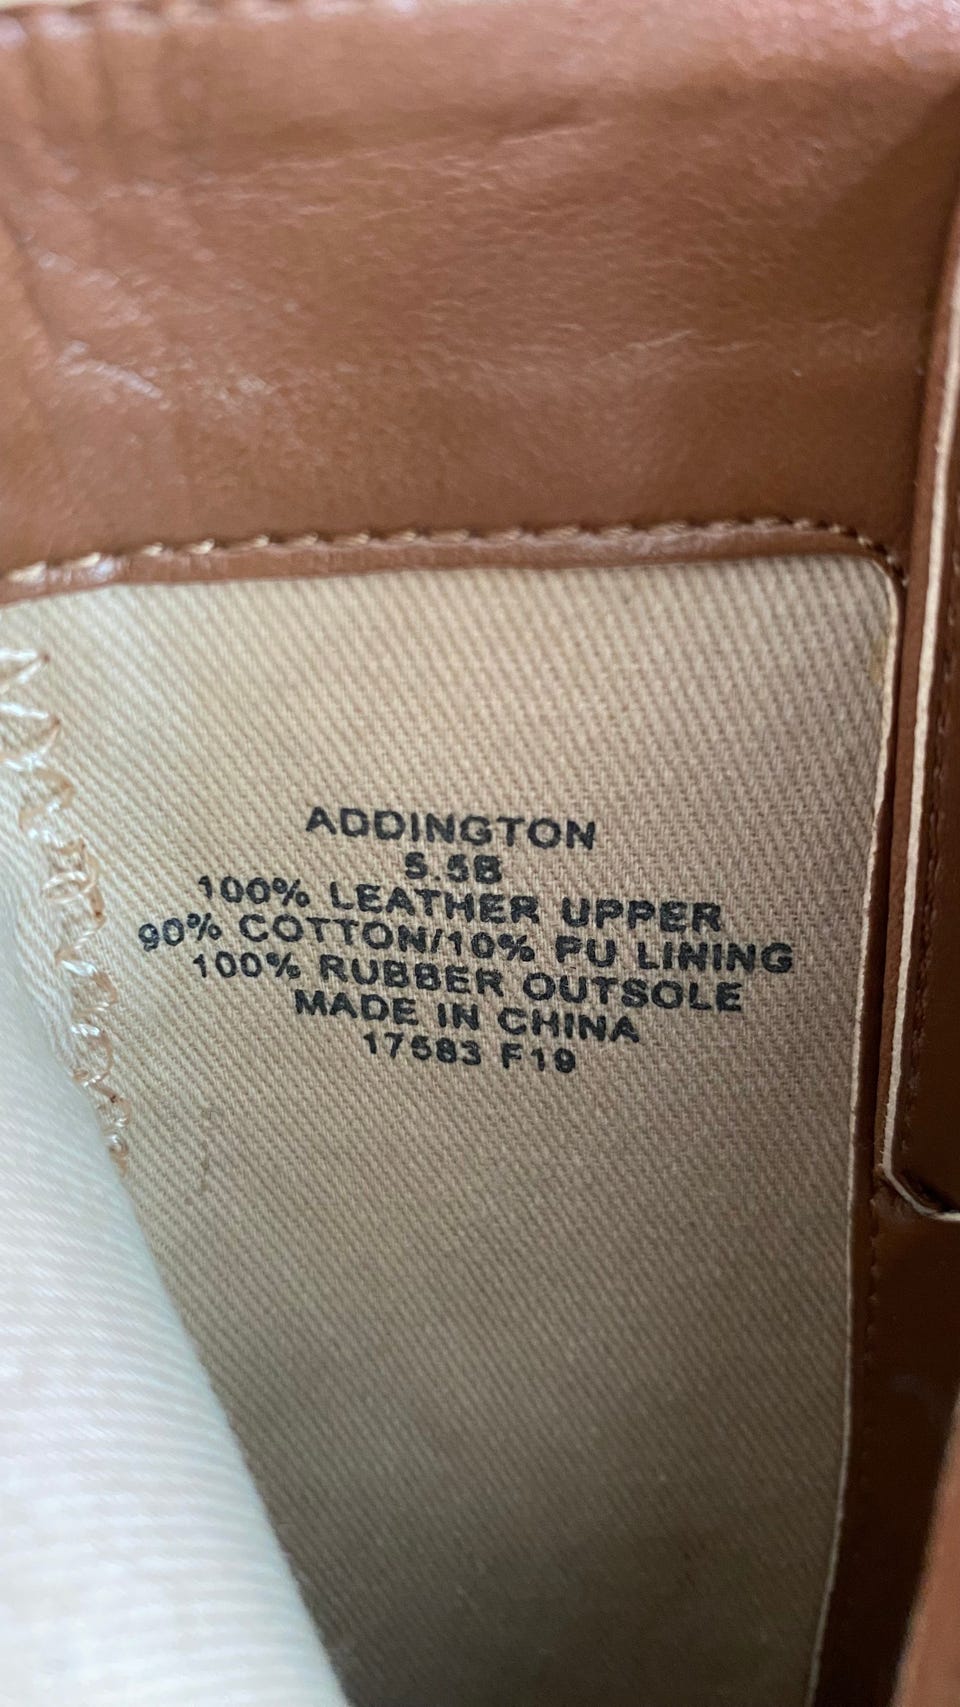 ADDINGTON
5.5B
100% LEATHER UPPER
90% COTTON/10% PU LINING
100% RUBBER OUTSOLE
MADE IN CHINA
17583 F19